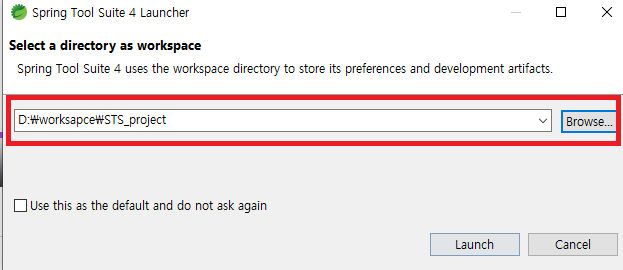 Spring Tool Suite 4 Launcher
Select a directory as workspace
Spring Tool Suite 4 uses the workspace directory to store its preferences and development artifacts.
D:₩worksapce₩STS_project
Browse...
Use this as the default and do not ask again
Launch
Cancel